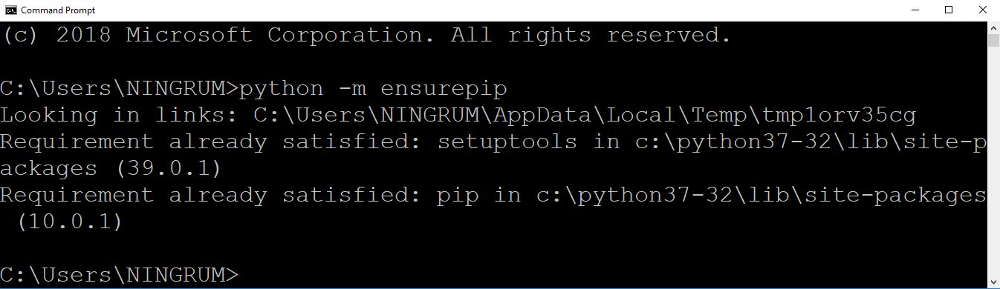 Command Prompt
(c) 2018 Microsoft Corporation. All rights reserved.
C:\Users\NINGRUM>python -m ensurepip
Looking in links: C:\Users\NINGRUM\AppData\Local\Temp\tmp1orv35cg
Requirement already satisfied: setuptools in c:\python37-32\lib\site-p
ackages (39.0.1)
Requirement already satisfied: pip in c:\python37-32\lib\site-packages
 (10.0.1)
C:\Users\NINGRUM>